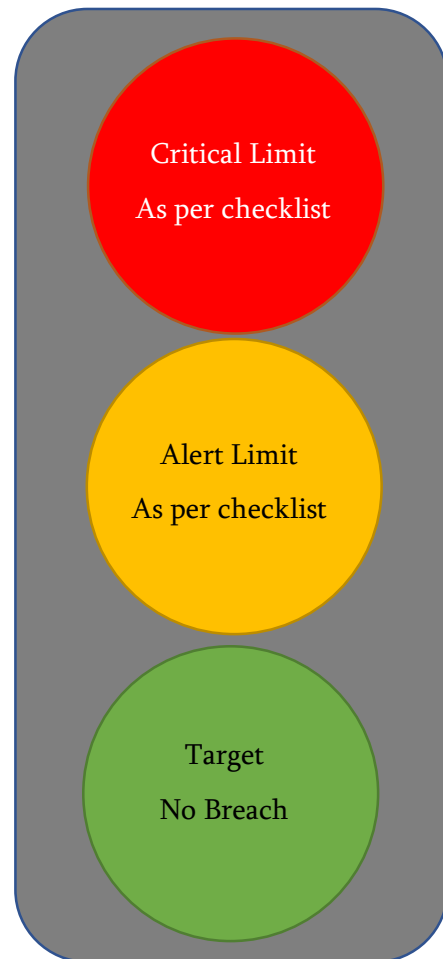 Critical Limit
As per checklist
Alert Limit
As per checklist
Target
No Breach